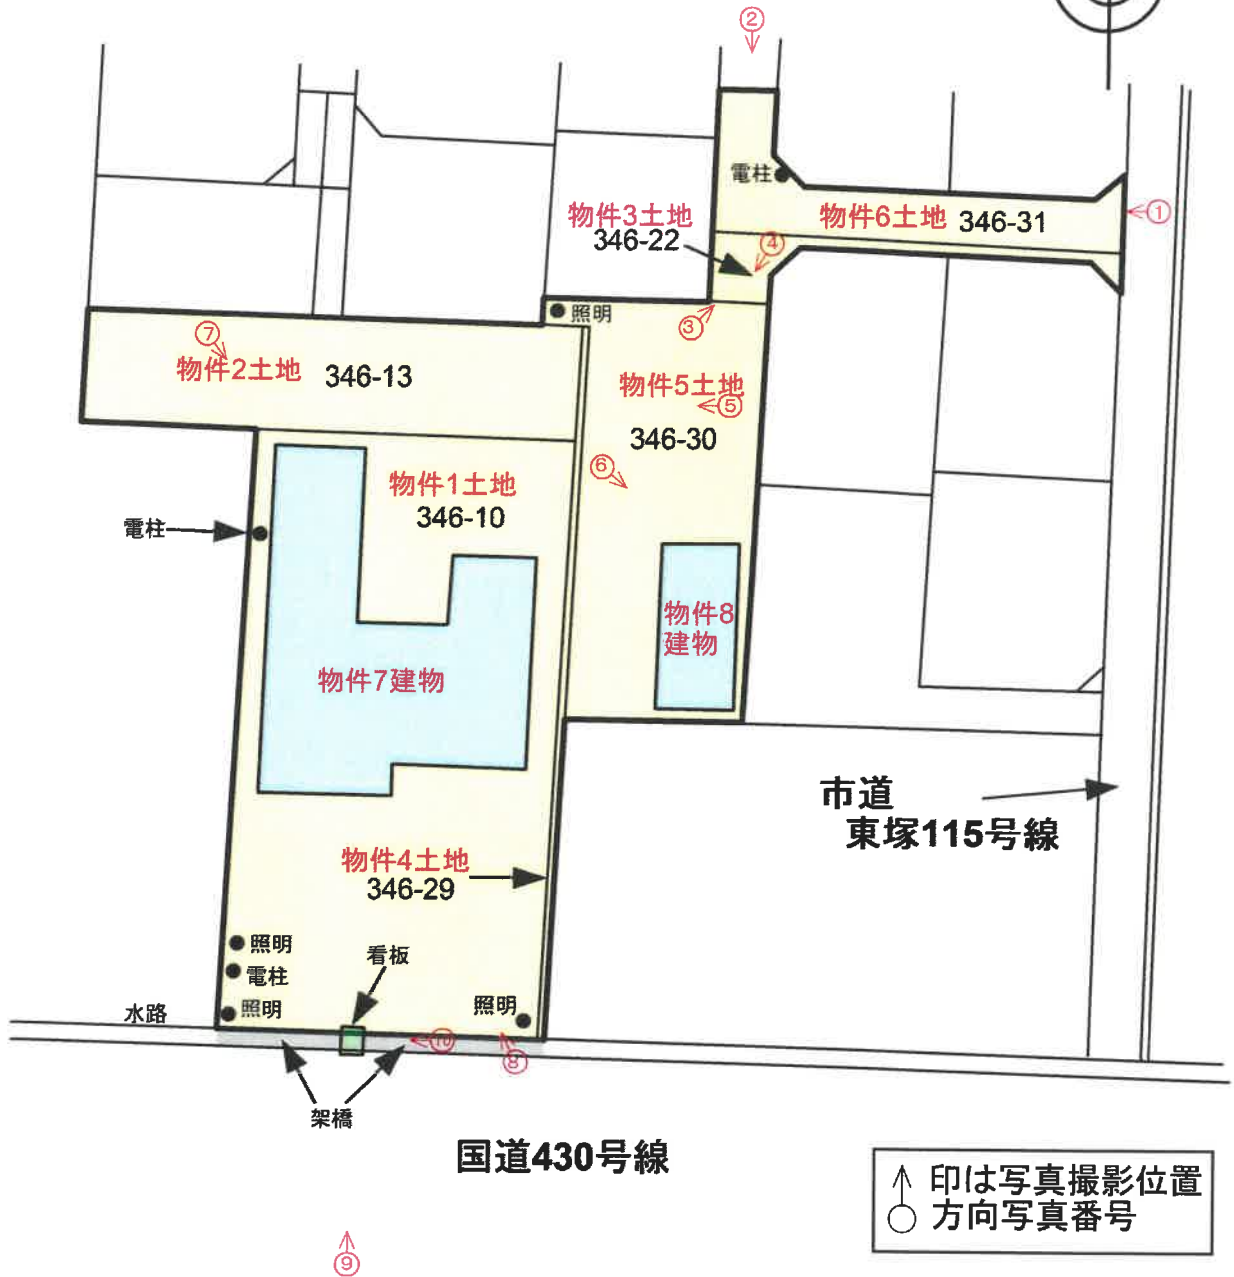 ②
電柱
物件3土地
346-22
物件6土地 346-31
①
④
照明
③
⑦
物件2土地 346-13
物件5土地
⑤
346-30
⑥
物件1土地
346-10
電柱
物件8
建物
物件7建物
市道
東塚115号線
物件4土地
346-29
照明
電柱
照明
看板
照明
水路
⑩
⑧
架橋
国道430号線
印は写真撮影位置
方向写真番号
⑨